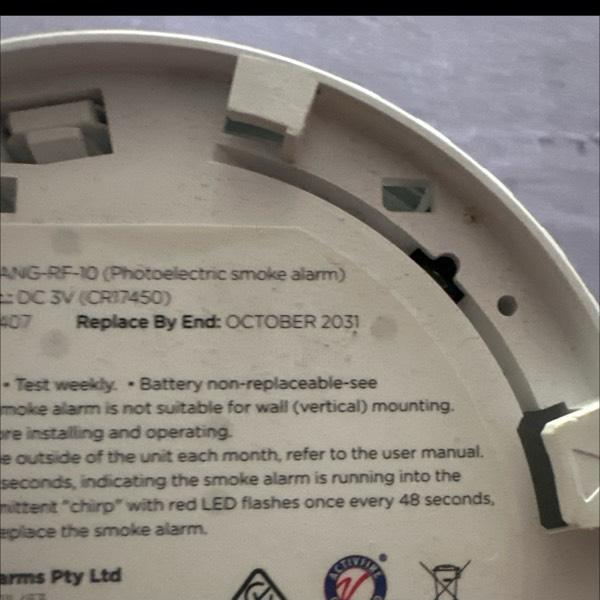 ANG-RF-10 (Photoelectric smoke alarm)
.: DC 3V (CR17450)
407 Replace By End: OCTOBER 2031
• Test weekly. • Battery non-replaceable-see
moke alarm is not suitable for wall (vertical) mounting.
ore installing and operating.
e outside of the unit each month, refer to the user manual.
seconds, indicating the smoke alarm is running into the
mittent "chirp" with red LED flashes once every 48 seconds,
eplace the smoke alarm.
arms Pty Ltd
ACTIVFIRE